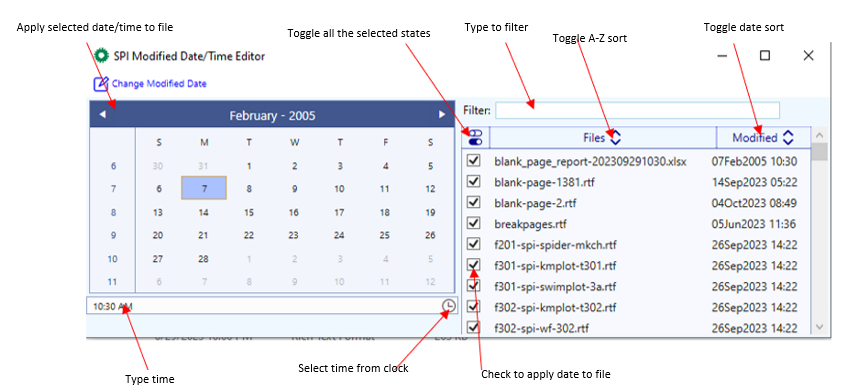 Apply selected date/time to file
Toggle all the selected states
Type to filter
Toggle A-Z sort
Toggle date sort
SPI Modified Date/Time Editor
Change Modified Date
February - 2005
S M T W T F S
6 30 31 1 2 3 4 5
7 6 7 8 9 10 11 12
8 13 14 15 16 17 18 19
9 20 21 22 23 24 25 26
10 27 28 1 2 3 4 5
11 6 7 8 9 10 11 12
10:30 AM
Filter:
Files Modified
blank_page_report-202309291030.xlsx 07Feb2005 10:30
blank-page-1381.rtf 14Sep2023 05:22
blank-page-2.rtf 04Oct2023 08:49
breakpages.rtf 05Jun2023 11:36
f201-spi-spider-mkch.rtf 26Sep2023 14:22
f301-spi-kmplot-t301.rtf 26Sep2023 14:22
f301-spi-swimplot-3a.rtf 26Sep2023 14:22
f302-spi-kmplot-t302.rtf 26Sep2023 14:22
f302-spi-wf-302.rtf 26Sep2023 14:22
Type time
Select time from clock
Check to apply date to file